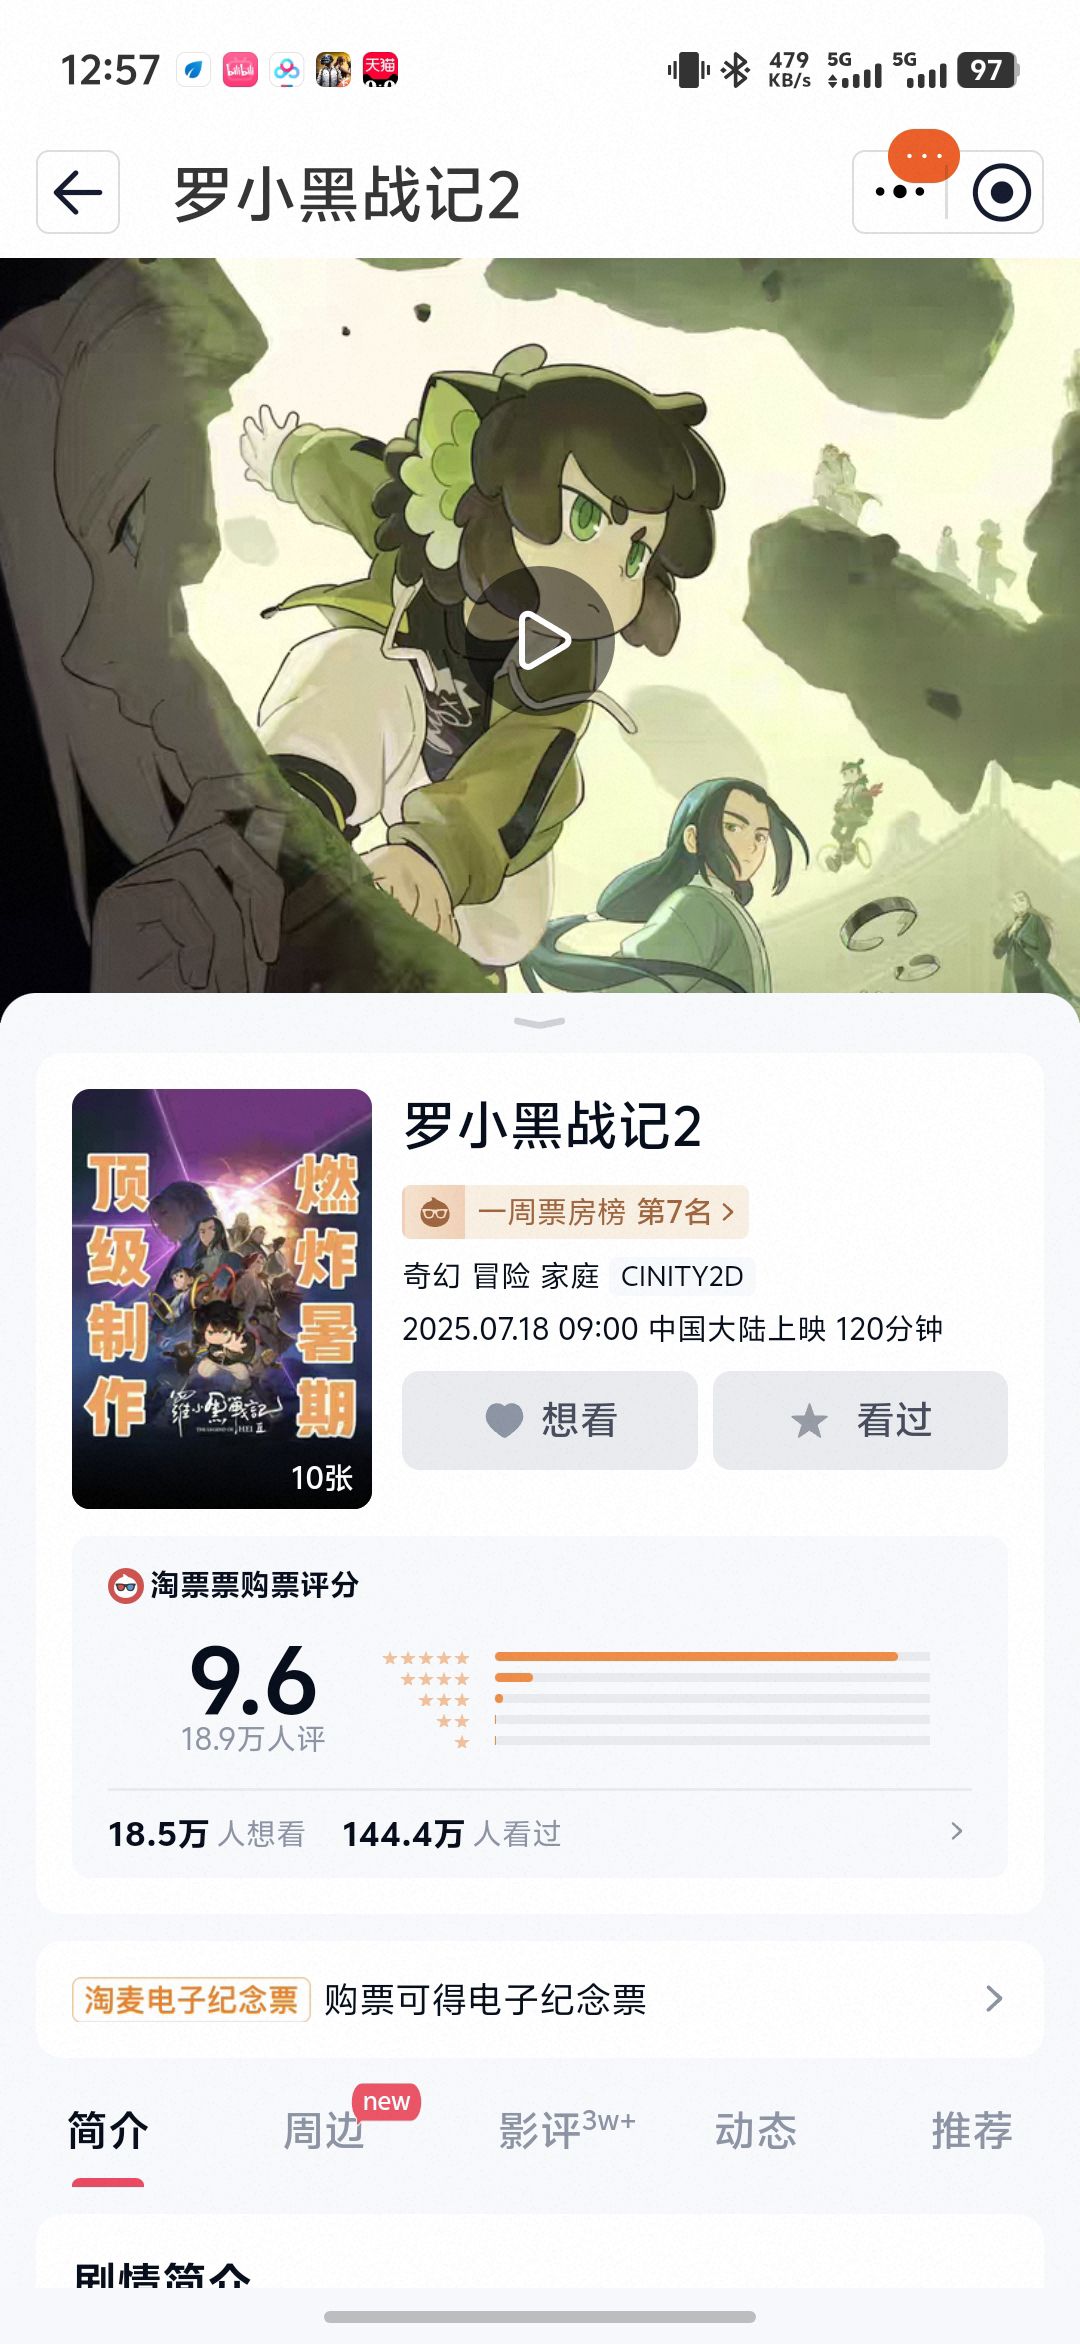 12:57
bilibili
天猫
479 KB/s 5G 5G 97
罗小黑战记2
罗小黑战记2
一周票房榜 第7名
奇幻 冒险 家庭 CINITY2D
2025.07.18 09:00 中国大陆上映 120分钟
想看 看过
顶级制作
燃炸暑期
羅小黑戰記
THE LEGEND OF HEI II
10张
淘票票购票评分
9.6
18.9万人评
18.5万 人想看 144.4万 人看过
淘麦电子纪念票 购票可得电子纪念票
简介 周边 new 影评 3w+ 动态 推荐
剧情简介